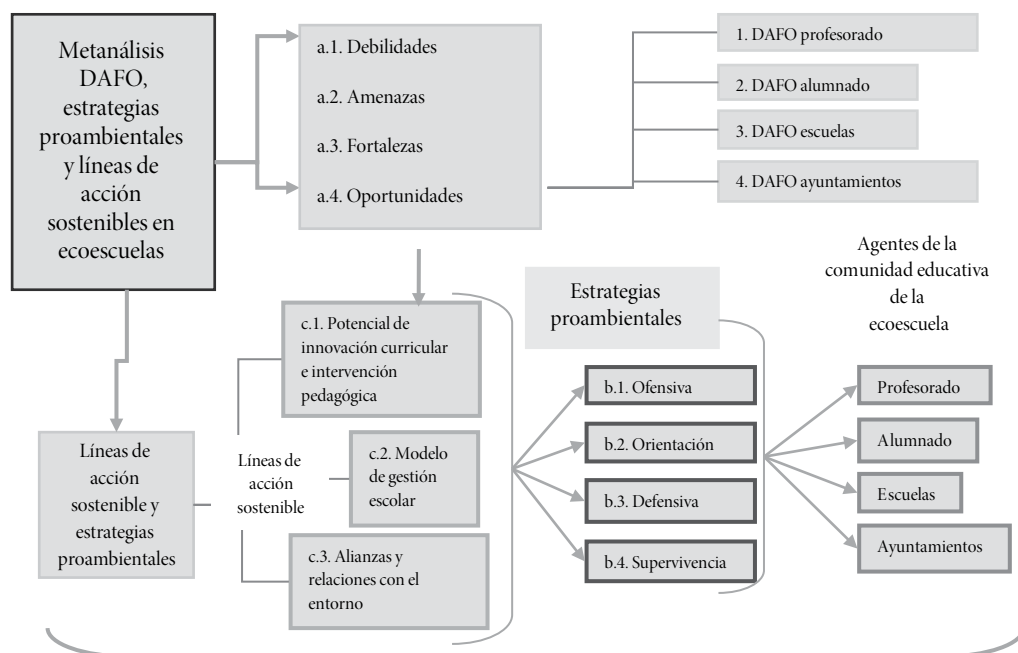 Metanálisis
DAFO,
estrategias
proambientales
y líneas de
acción
sostenibles en
ecoescuelas
a.1. Debilidades
a.2. Amenazas
a.3. Fortalezas
a.4. Oportunidades
1. DAFO profesorado
2. DAFO alumnado
3. DAFO escuelas
4. DAFO ayuntamientos
Líneas de
acción
sostenible y
estrategias
proambientales
Líneas de
acción
sostenible
c.1. Potencial de
innovación curricular
e intervención
pedagógica
c.2. Modelo
de gestión
escolar
c.3. Alianzas y
relaciones con el
entorno
Estrategias
proambientales
b.1. Ofensiva
b.2. Orientación
b.3. Defensiva
b.4. Supervivencia
Agentes de la
comunidad educativa
de la
ecoescuela
Profesorado
Alumnado
Escuelas
Ayuntamientos